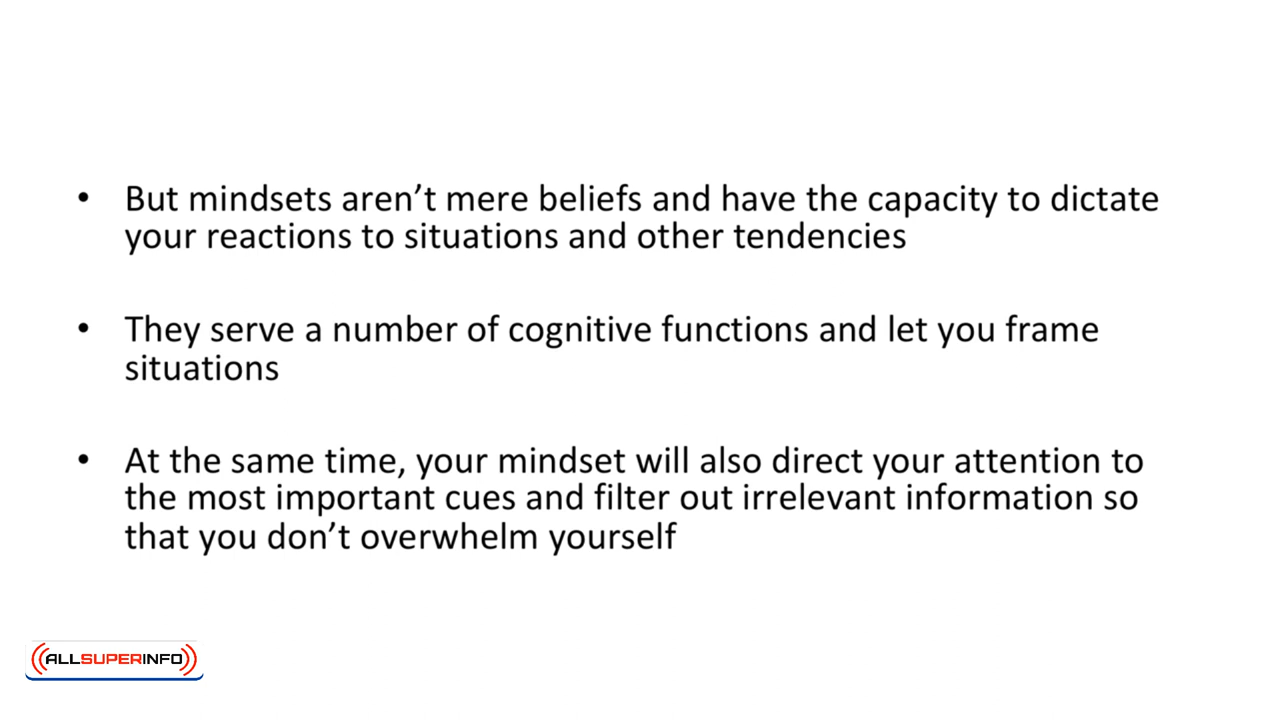 • But mindsets aren’t mere beliefs and have the capacity to dictate
your reactions to situations and other tendencies
• They serve a number of cognitive functions and let you frame
situations
• At the same time, your mindset will also direct your attention to
the most important cues and filter out irrelevant information so
that you don’t overwhelm yourself
ALLSUPERINFO